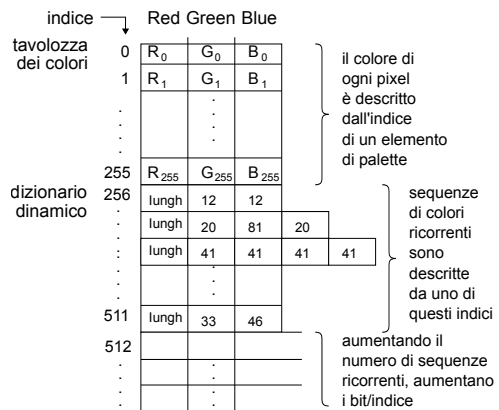 indice Red Green Blue
tavolozza
dei colori
0 R0 G0 B0
1 R1 G1 B1
. .
. .
. .
.
255 R255 G255 B255
il colore di
ogni pixel
è descritto
dall'indice
di un elemento
di palette
dizionario
dinamico
256 lungh 12 12
. lungh 20 81 20
. lungh 41 41 41 41
. .
. .
. .
511 lungh 33 46
sequenze
di colori
ricorrenti
sono
descritte
da uno di
questi indici
512
. . .
. . .
. . .
aumentando il
numero di sequenze
ricorrenti, aumentano
i bit/indice